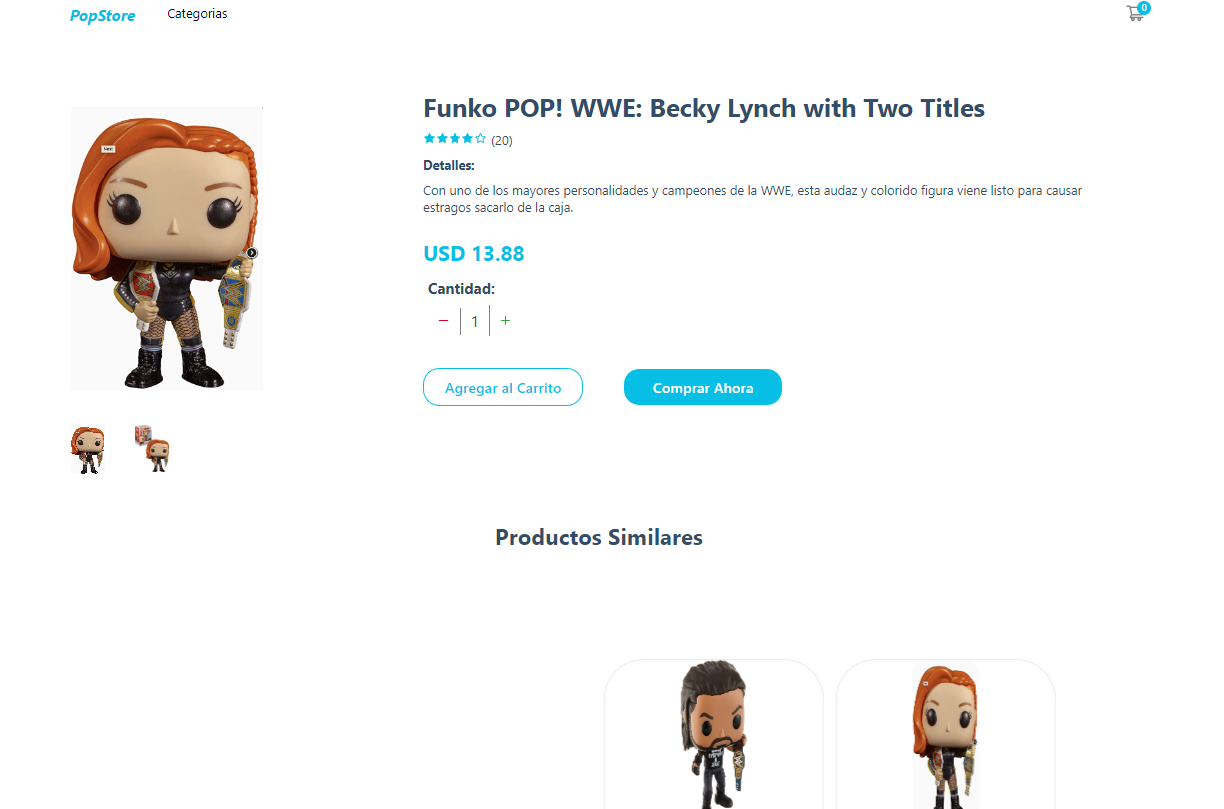 PopStore
Categorias
0
Funko POP! WWE: Becky Lynch with Two Titles
(20)
Detalles:
Con uno de los mayores personalidades y campeones de la WWE, esta audaz y colorido figura viene listo para causar
estragos sacarlo de la caja.
USD 13.88
Cantidad:
− 1 +
Agregar al Carrito
Comprar Ahora
Productos Similares